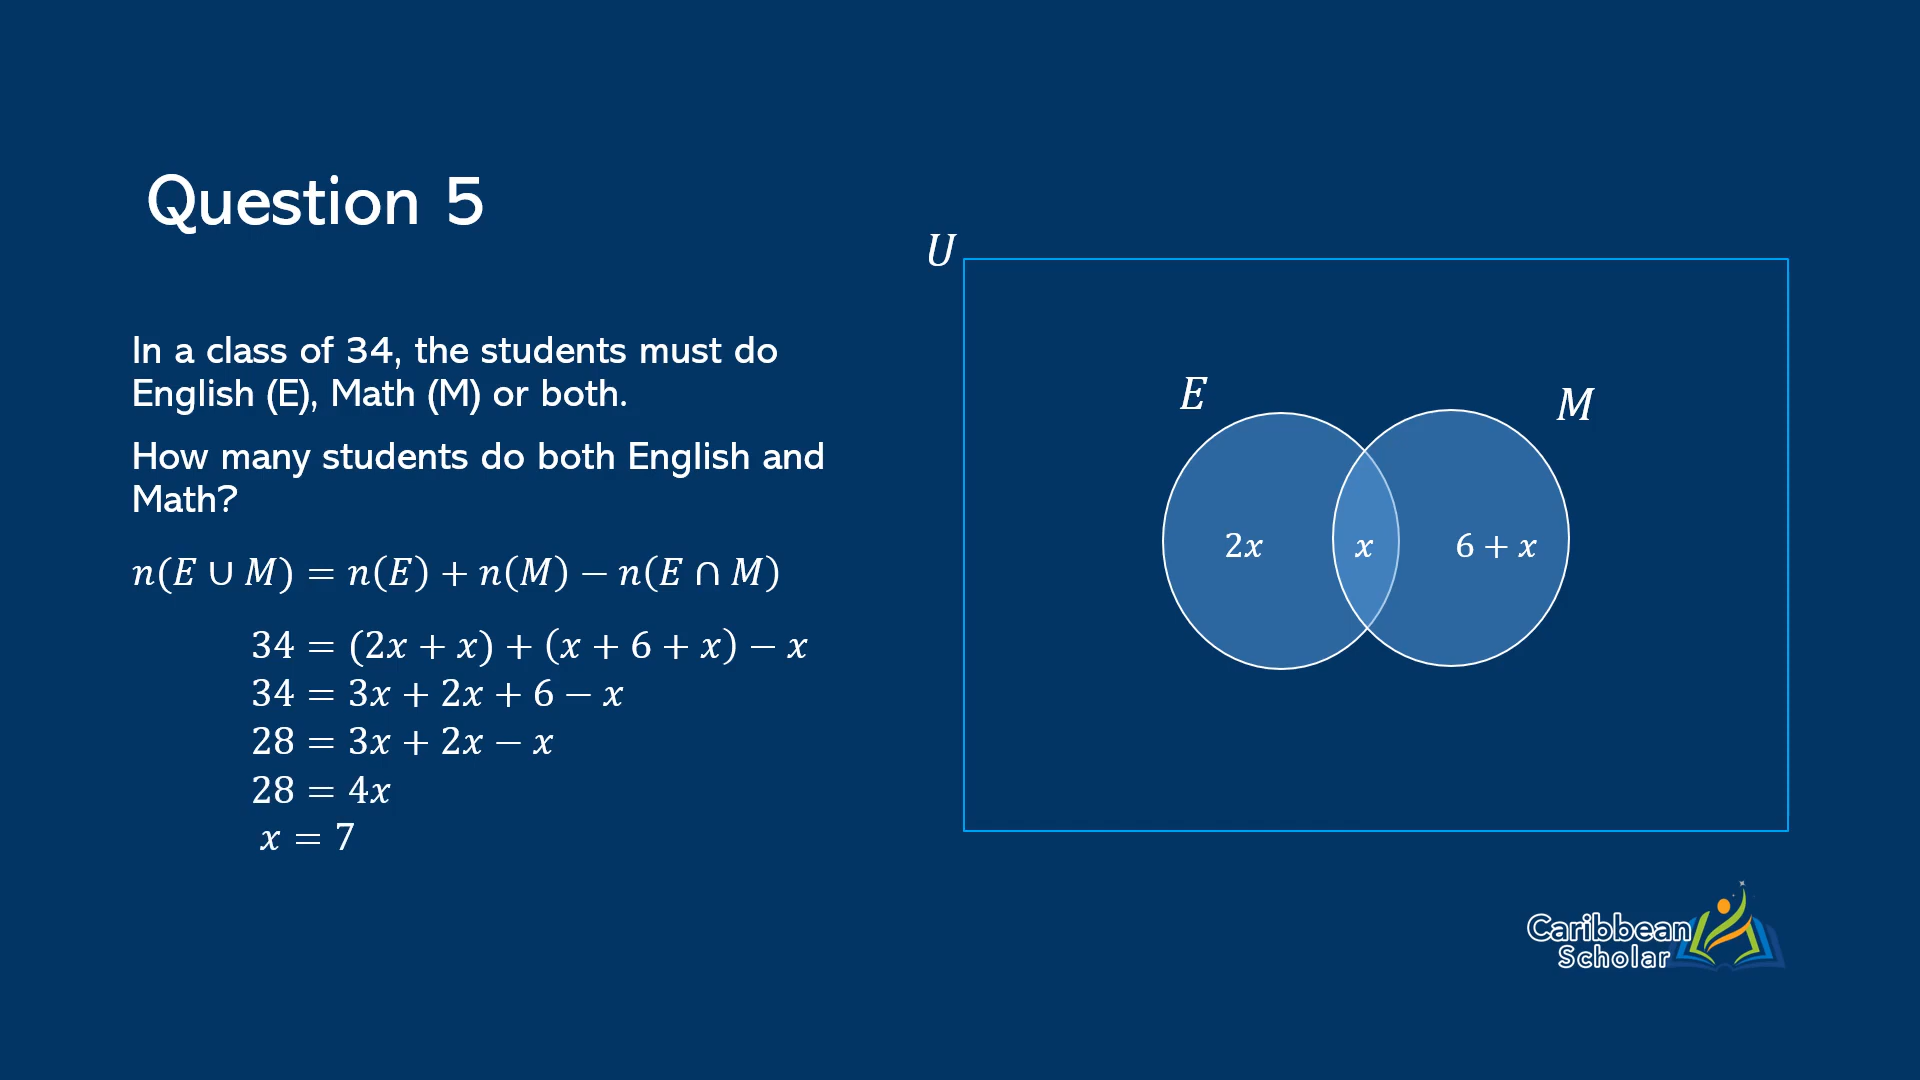 Question 5
In a class of 34, the students must do
English (E), Math (M) or both.
How many students do both English and
Math?
n(E ∪ M) = n(E) + n(M) − n(E ∩ M)
34 = (2x + x) + (x + 6 + x) − x
34 = 3x + 2x + 6 − x
28 = 3x + 2x − x
28 = 4x
x = 7
U
E
M
2x
x
6 + x
Caribbean
Scholar